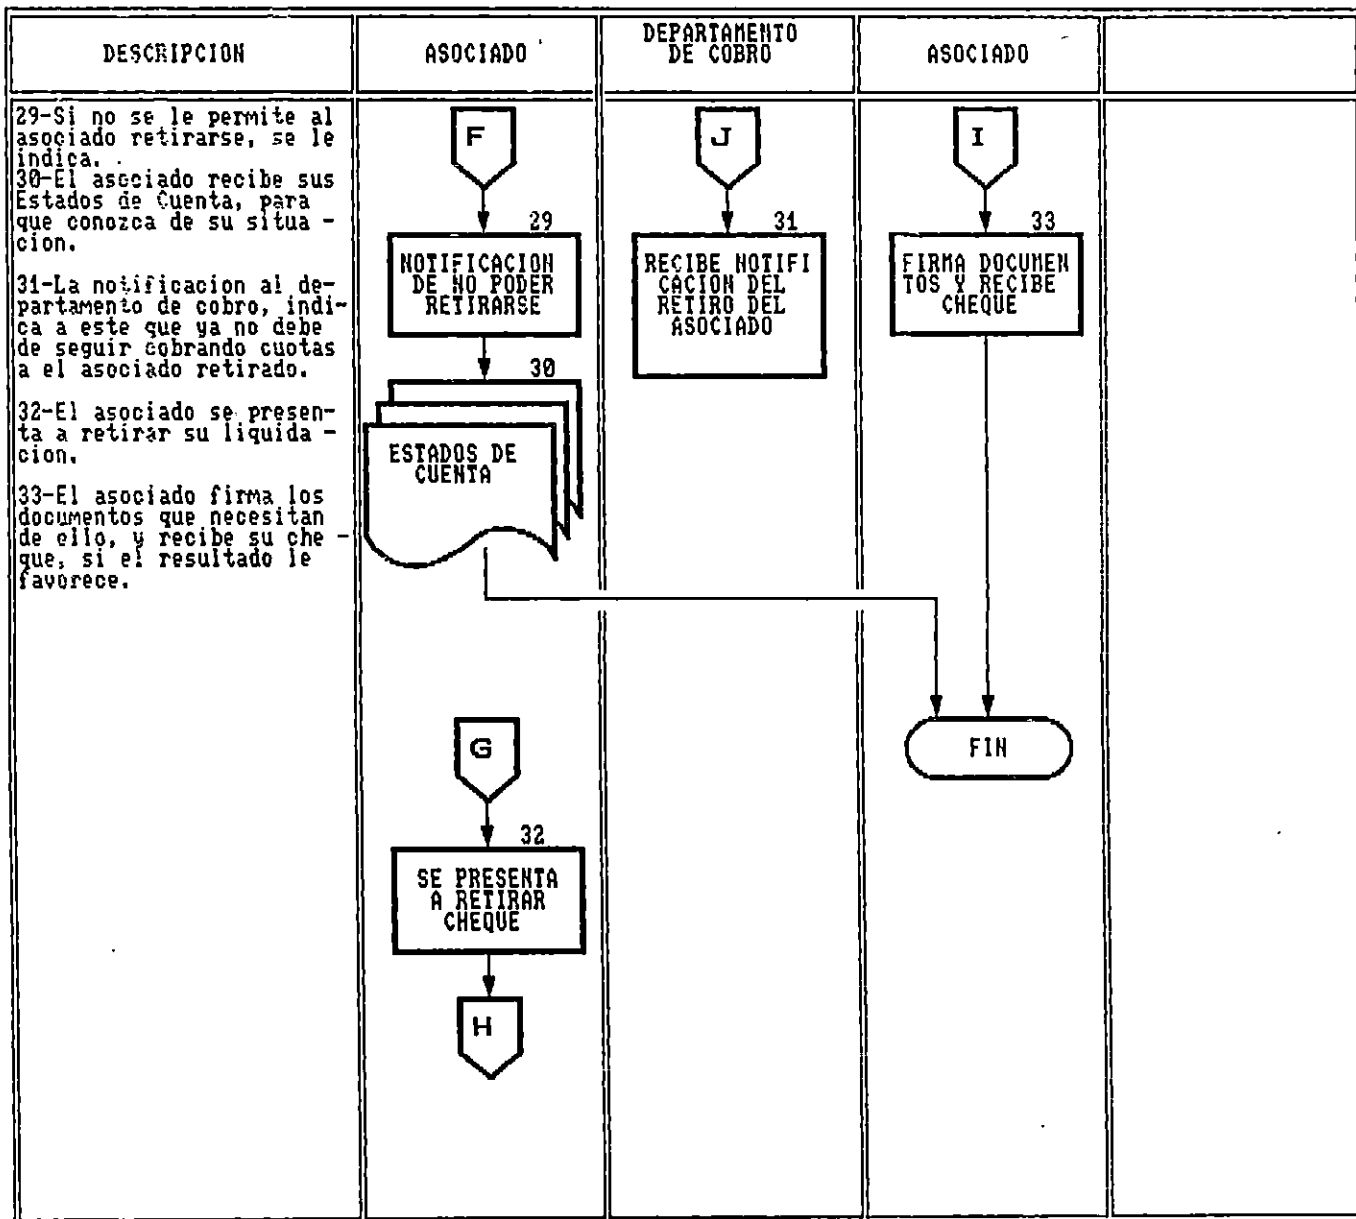 DESCRIPCION
ASOCIADO
DEPARTAMENTO
DE COBRO
ASOCIADO
29-Si no se le permite al
asociado retirarse, se le
indica.
30-El asociado recibe sus
Estados de Cuenta, para
que conozca de su situa -
cion.
31-La notificacion al de-
partamento de cobro, indi-
ca a este que ya no debe
de seguir cobrando cuotas
a el asociado retirado.
32-El asociado se presen-
ta a retirar su liquida -
cion.
33-El asociado firma los
documentos que necesitan
de ello, y recibe su che -
que, si el resultado le
favorece.
F
29
NOTIFICACION
DE NO PODER
RETIRARSE
30
ESTADOS DE
CUENTA
G
32
SE PRESENTA
A RETIRAR
CHEQUE
H
J
31
RECIBE NOTIFI
CACION DEL
RETIRO DEL
ASOCIADO
I
33
FIRMA DOCUMEN
TOS Y RECIBE
CHEQUE
FIN